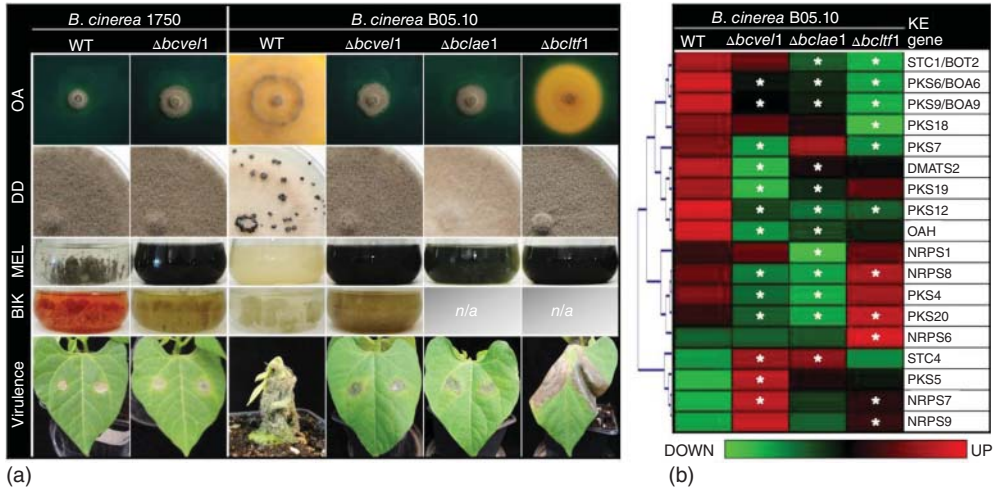 B. cinerea 1750
B. cinerea B05.10
WT
Δbcvel1
WT
Δbcvel1
Δbclae1
Δbcltf1
OA
DD
MEL
BIK
n/a
n/a
Virulence
(a)
B. cinerea B05.10
KE gene
WT
Δbcvel1
Δbclae1
Δbcltf1
* * STC1/BOT2
* * * PKS6/BOA6
* * * PKS9/BOA9
* PKS18
* * PKS7
* * DMATS2
* * PKS19
* * * PKS12
* * OAH
* NRPS1
* * * NRPS8
* * PKS4
* * * PKS20
* NRPS6
* * STC4
* PKS5
* * NRPS7
* NRPS9
DOWN
UP
(b)